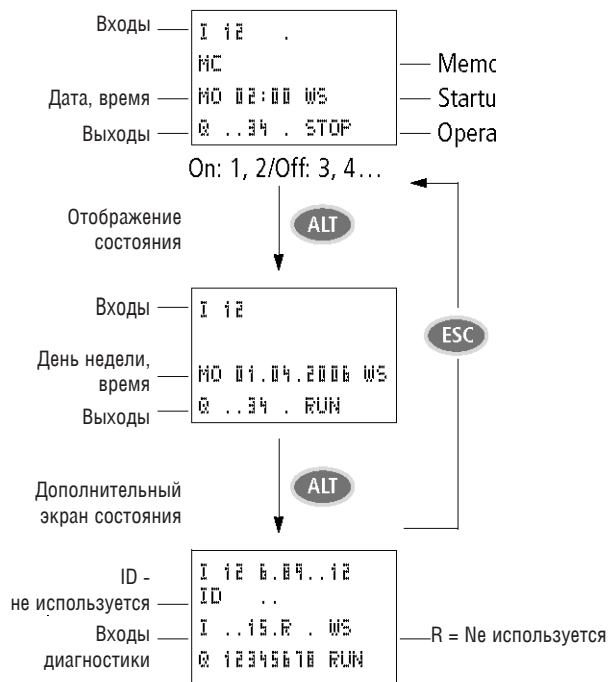 Входы
I 12 .
MC
Memo
Дата, время
MO 02:00 WS
Startu
Выходы
Q ..34 . STOP
Opera
On: 1, 2/Off: 3, 4…
Отображение
состояния
ALT
Входы
I 12
ESC
День недели,
время
MO 01.04.2006 WS
Выходы
Q ..34 . RUN
Дополнительный
экран состояния
ALT
ID -
не используется
I 12 6.89..12
ID ..
Входы
диагностики
I ..15.R . WS
Q 12345678 RUN
R = Nе используется